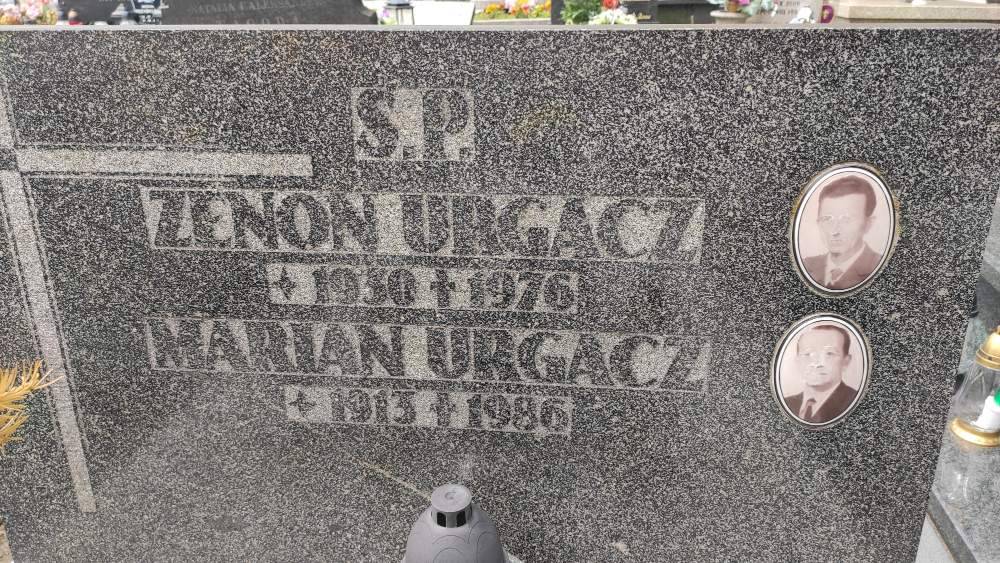 Ś.P.
ZENON URGACZ
✦ 1930 ✝ 1976
MARIAN URGACZ
✦ 1913 ✝ 1986